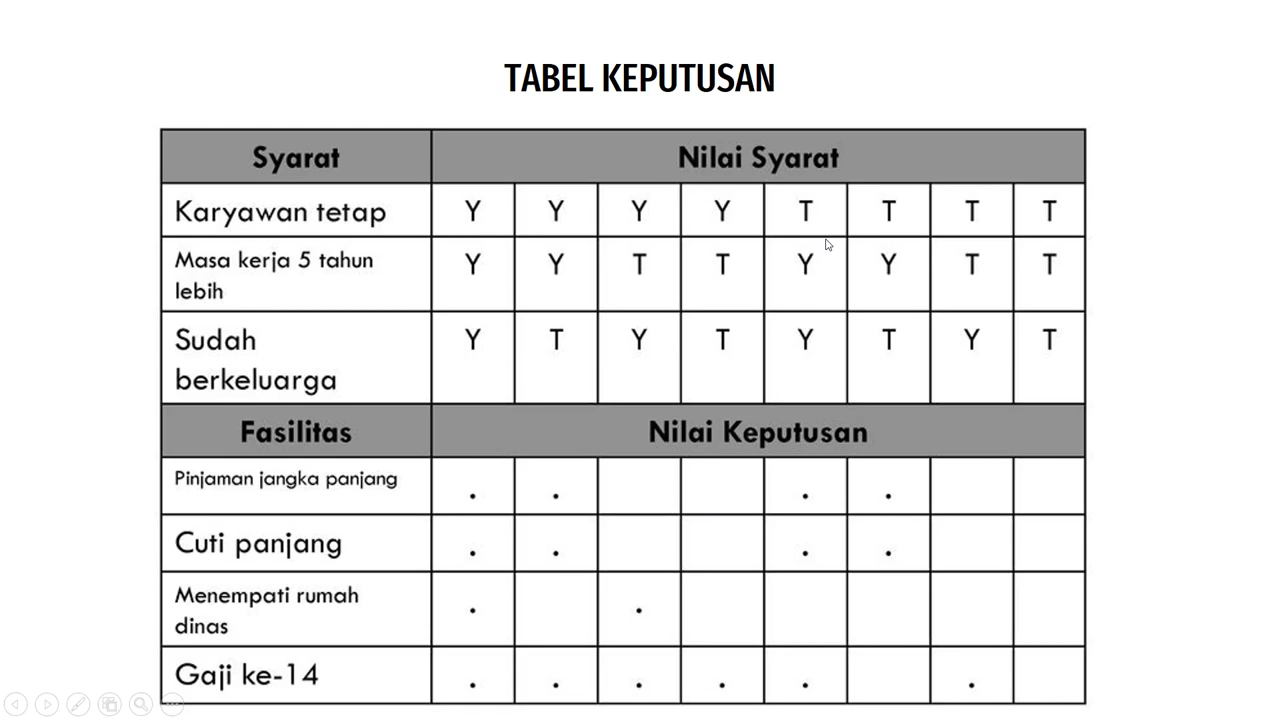 TABEL KEPUTUSAN
Syarat Nilai Syarat
Karyawan tetap Y Y Y Y T T T T
Masa kerja 5 tahun Y Y T T Y Y T T
lebih
Sudah Y T Y T Y T Y T
berkeluarga
Fasilitas Nilai Keputusan
Pinjaman jangka panjang . . . .
Cuti panjang . . . .
Menempati rumah . .
dinas
Gaji ke-14 . . . . . .